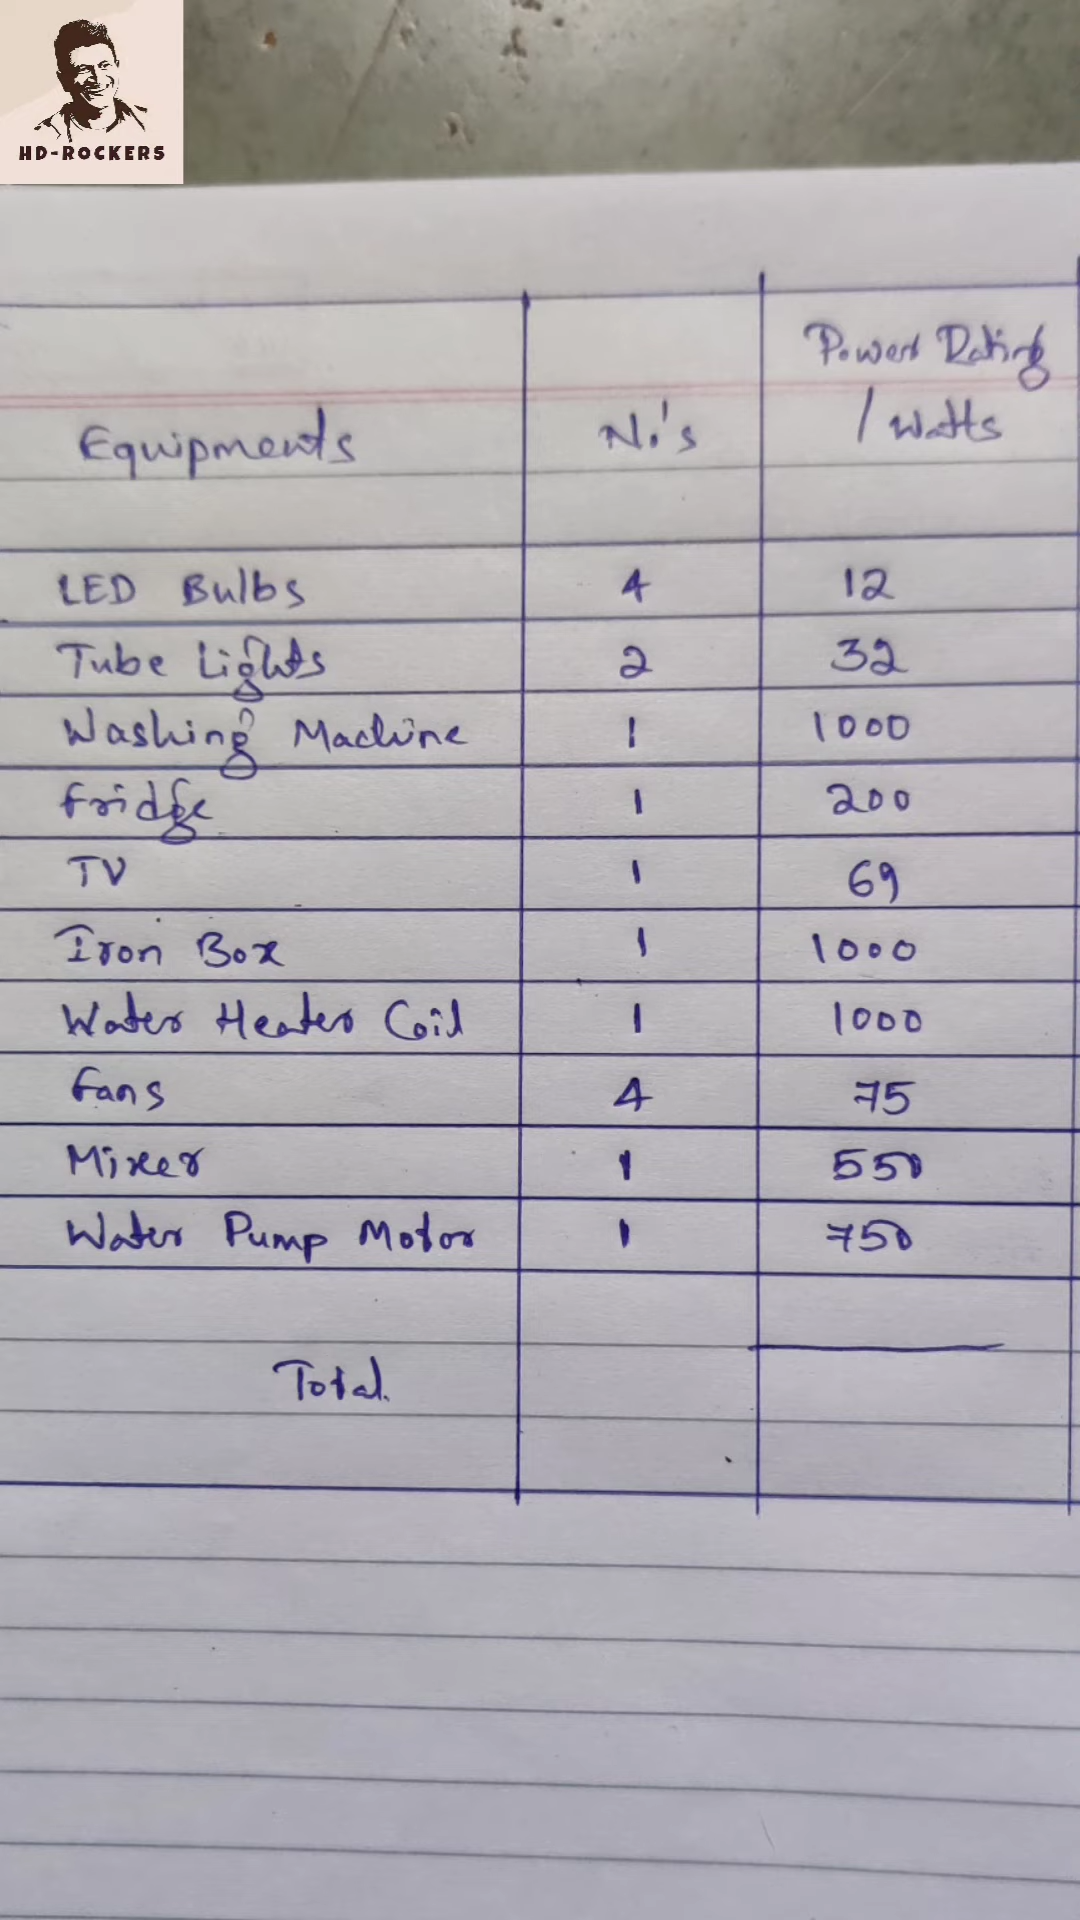 HD-ROCKERS
Equipments No.'s Power Rating / Watts
LED Bulbs 4 12
Tube Lights 2 32
Washing Machine 1 1000
Fridge 1 200
TV 1 69
Iron Box 1 1000
Water Heater Coil 1 1000
Fans 4 75
Mixer 1 550
Water Pump Motor 1 750
Total.